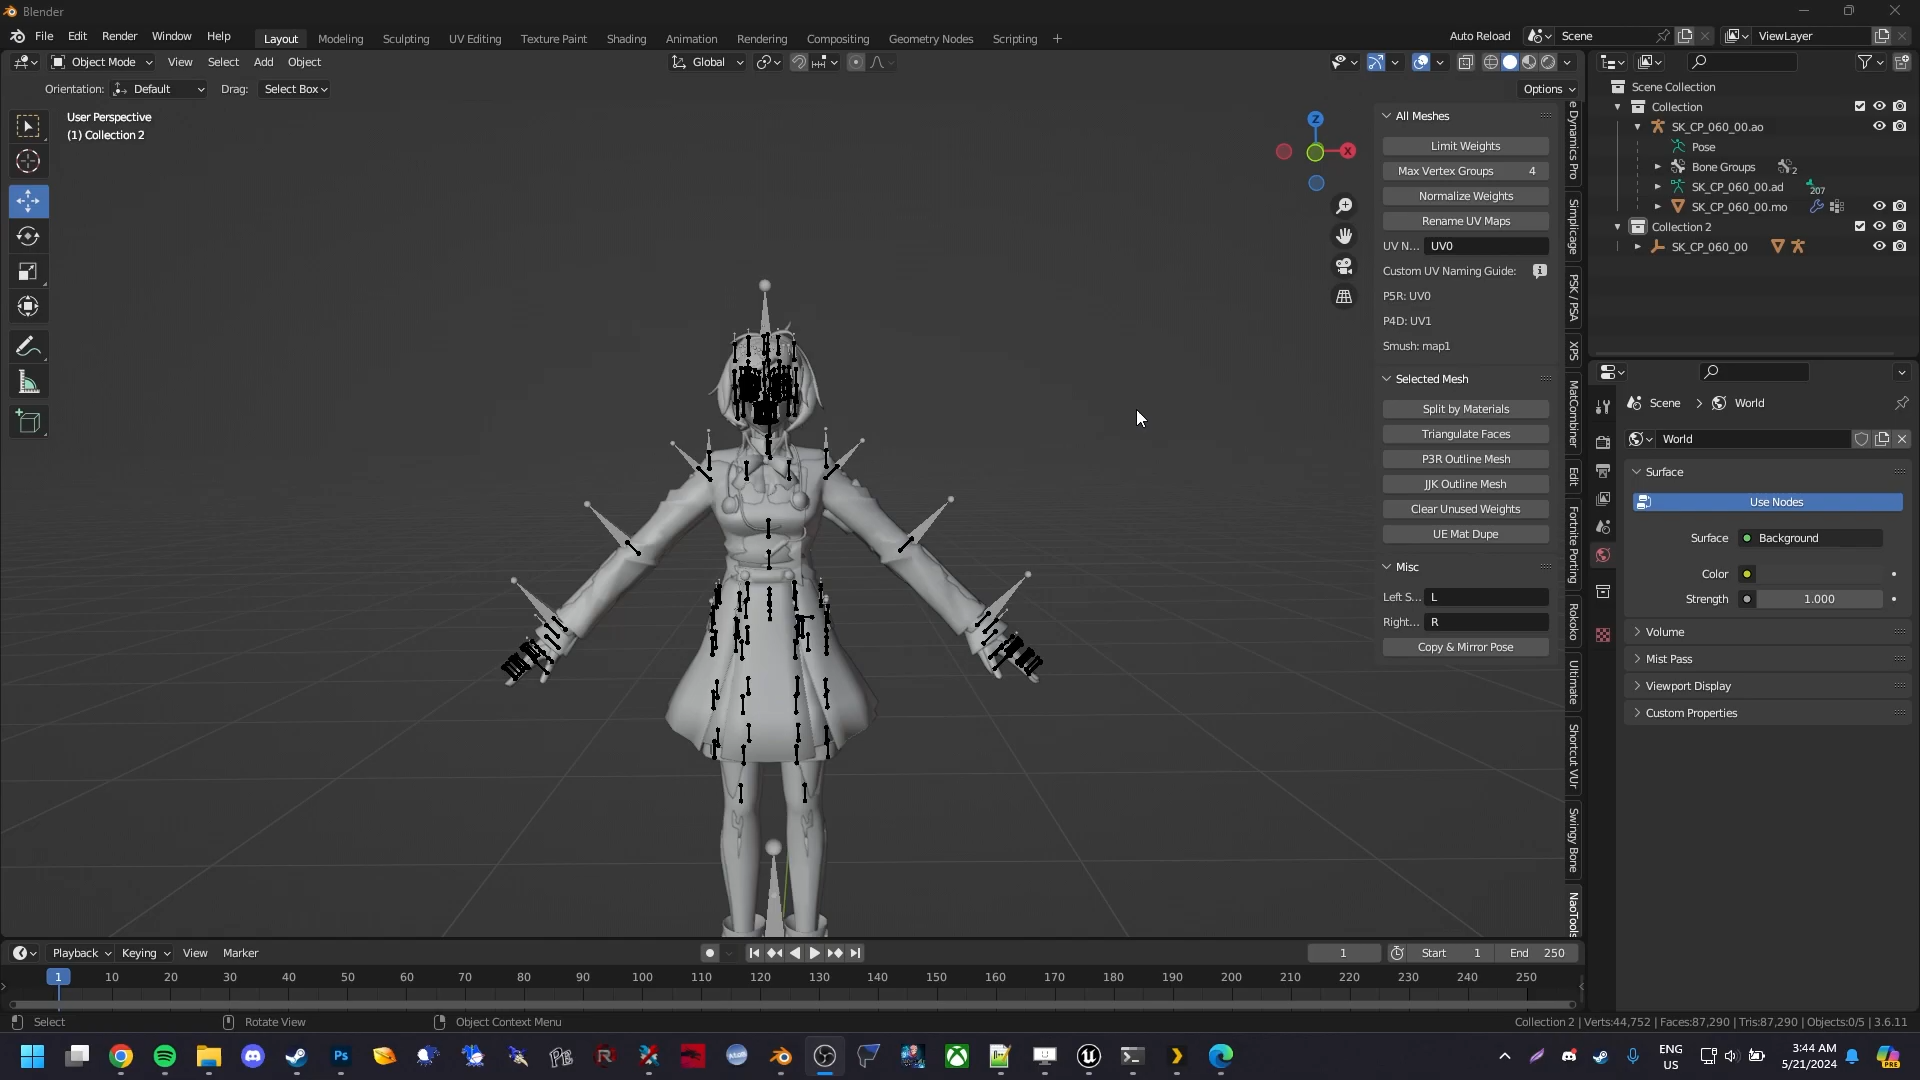 Blender
File Edit Render Window Help
Layout Modeling Sculpting UV Editing Texture Paint Shading Animation Rendering Compositing Geometry Nodes Scripting +
Auto Reload Scene ViewLayer
Object Mode View Select Add Object
Global
Orientation: Default Drag: Select Box
Options
User Perspective
(1) Collection 2
Z
X
All Meshes
Limit Weights
Max Vertex Groups 4
Normalize Weights
Rename UV Maps
UV N... UV0
Custom UV Naming Guide:
P5R: UV0
P4D: UV1
Smush: map1
Selected Mesh
Split by Materials
Triangulate Faces
P3R Outline Mesh
JJK Outline Mesh
Clear Unused Weights
UE Mat Dupe
Misc
Left S... L
Right... R
Copy & Mirror Pose
e Dynamics Pro
Simplicage
PSK / PSA
XPS
MatCombiner
Edit
Fortnite Porting
Rokoko
Ultimate
Shortcut VUr
Swingy Bone
NaoTools
Scene Collection
Collection
SK_CP_060_00.ao
Pose
Bone Groups 2
SK_CP_060_00.ad 207
SK_CP_060_00.mo
Collection 2
SK_CP_060_00
Scene > World
World
Surface
Use Nodes
Surface Background
Color
Strength 1.000
Volume
Mist Pass
Viewport Display
Custom Properties
Playback Keying View Marker
1 Start 1 End 250
1 10 20 30 40 50 60 70 80 90 100 110 120 130 140 150 160 170 180 190 200 210 220 230 240 250
Select Rotate View Object Context Menu
Collection 2 | Verts:44,752 | Faces:87,290 | Tris:87,290 | Objects:0/5 | 3.6.11
Ps
ENG
US
3:44 AM
5/21/2024
PRE